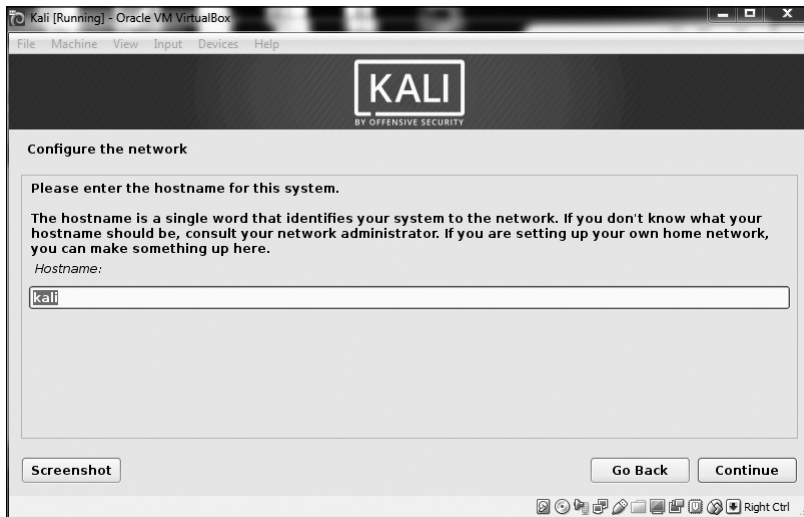 Kali [Running] - Oracle VM VirtualBox
File Machine View Input Devices Help
KALI
BY OFFENSIVE SECURITY
Configure the network
Please enter the hostname for this system.
The hostname is a single word that identifies your system to the network. If you don't know what your
hostname should be, consult your network administrator. If you are setting up your own home network,
you can make something up here.
Hostname:
kali
Screenshot
Go Back
Continue
Right Ctrl